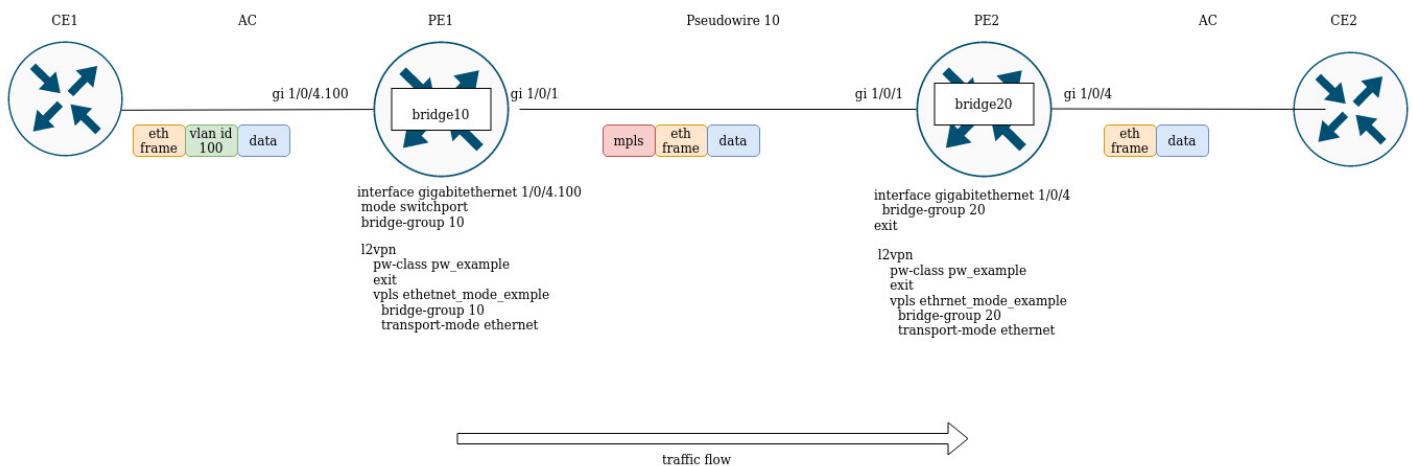 CE1
AC
PE1
Pseudowire 10
PE2
AC
CE2
gi 1/0/4.100
bridge10
gi 1/0/1
gi 1/0/1
bridge20
gi 1/0/4
eth
frame
vlan id
100
data
mpls
eth
frame
data
eth
frame
data
interface gigabitethernet 1/0/4.100
mode switchport
bridge-group 10
l2vpn
pw-class pw_example
exit
vpls ethetnet_mode_exmple
bridge-group 10
transport-mode ethernet
interface gigabitethernet 1/0/4
bridge-group 20
exit
l2vpn
pw-class pw_example
exit
vpls ethrnet_mode_example
bridge-group 20
transport-mode ethernet
traffic flow